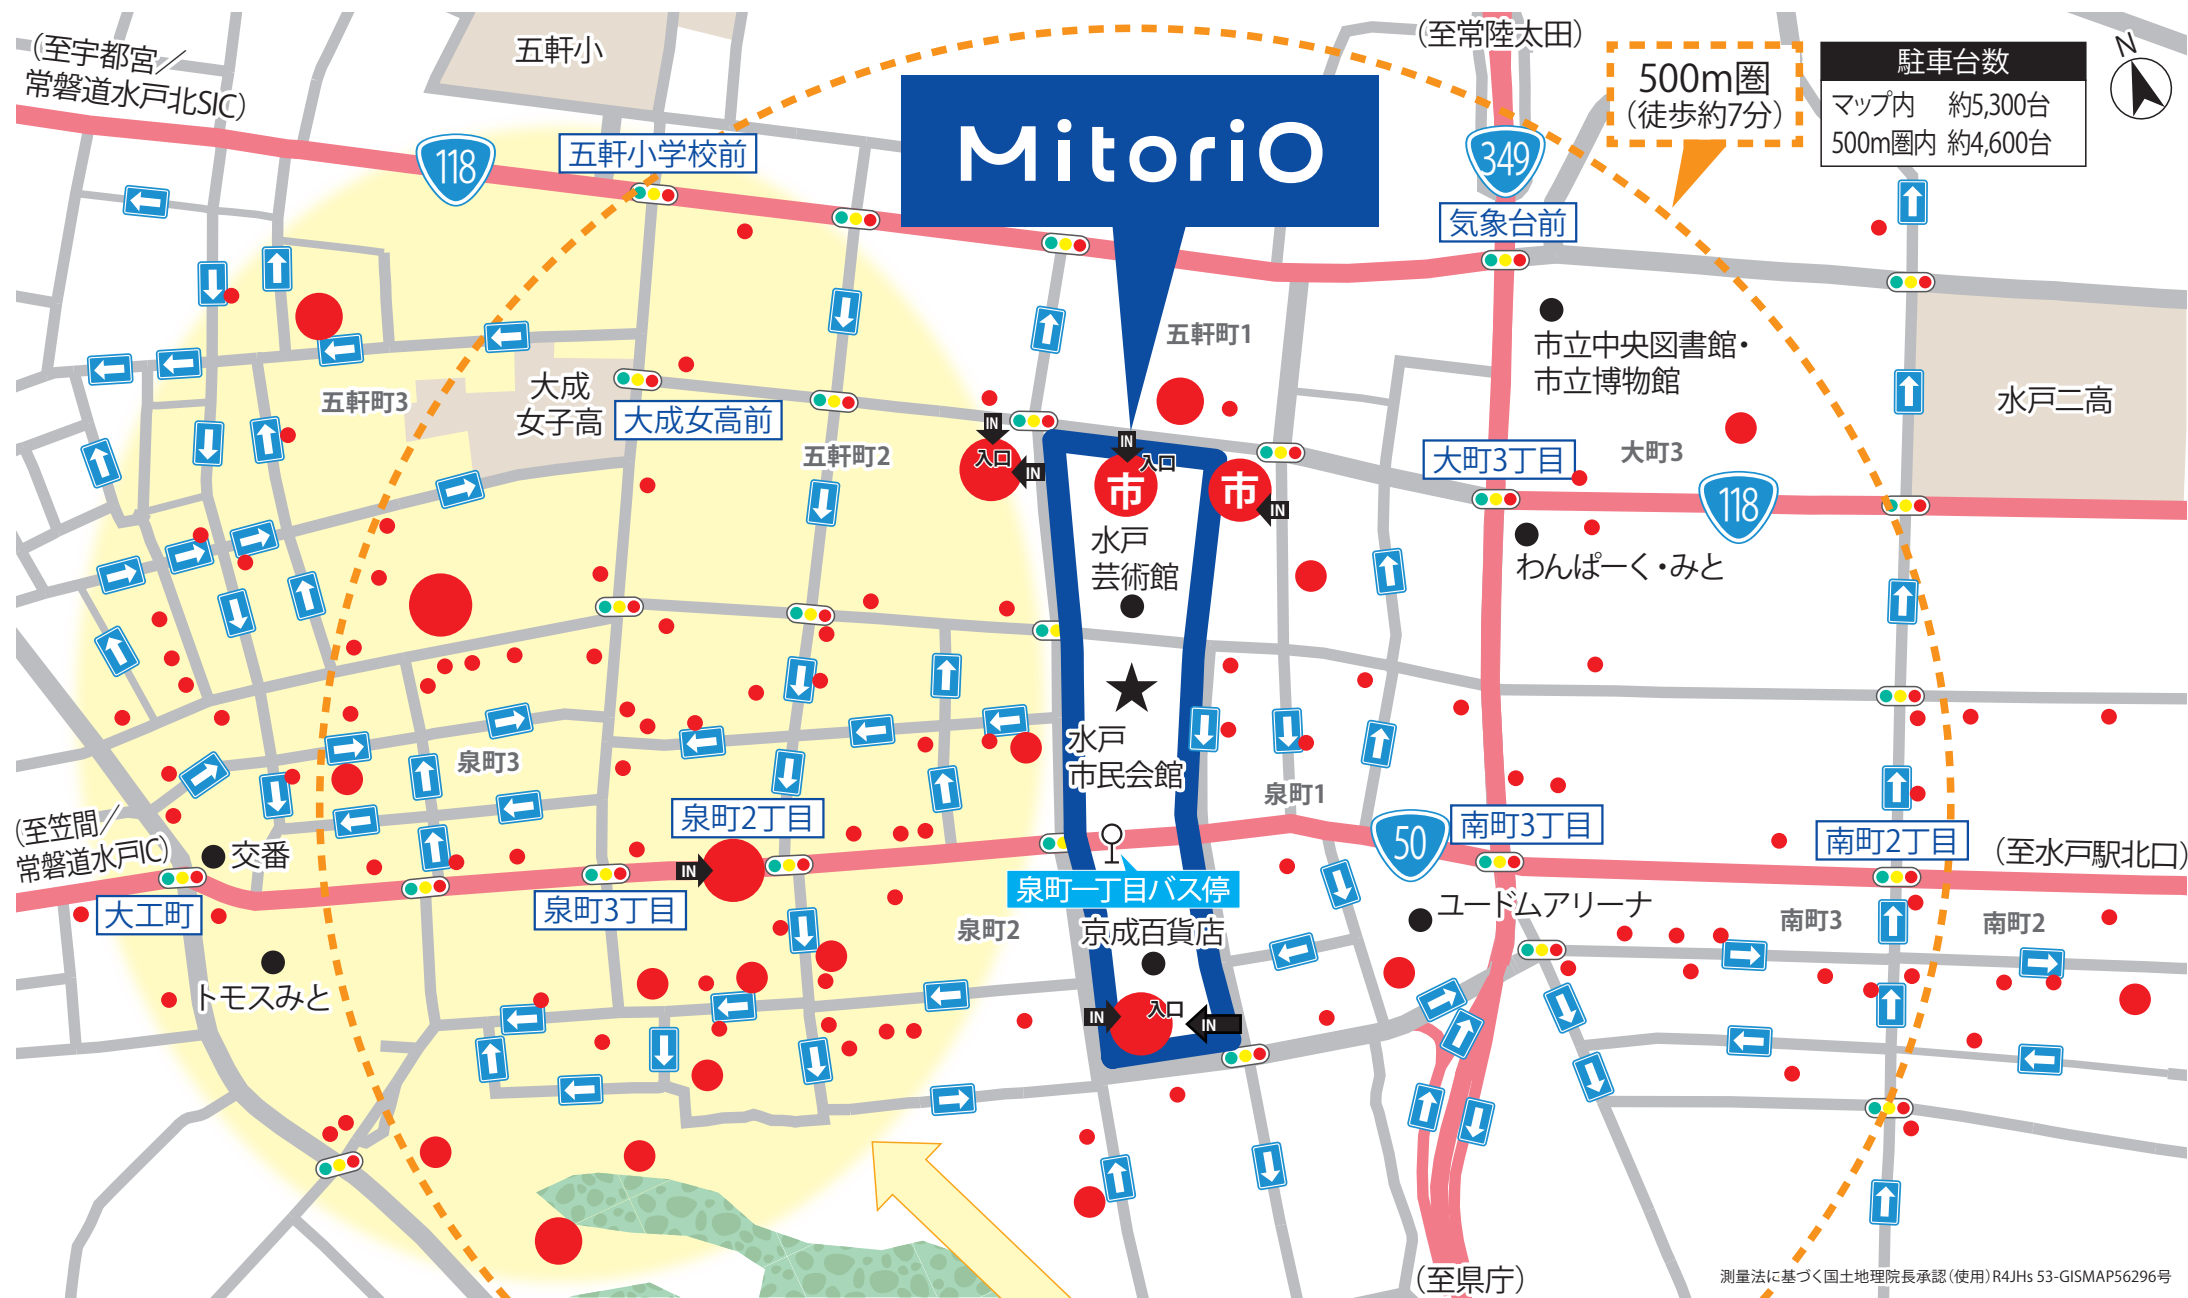 (至宇都宮／
常磐道水戸北SIC)
五軒小
(至常陸太田)
500m圏
(徒歩約7分)
駐車台数
マップ内 約5,300台
500m圏内 約4,600台
N
118
五軒小学校前
MitoriO
349
気象台前
五軒町1
市立中央図書館・
市立博物館
水戸二高
五軒町3
大成
女子高
大成女高前
五軒町2
IN
入口
IN
IN
入口
市
市
IN
大町3丁目
大町3
118
水戸
芸術館
わんぱーく・みと
水戸
市民会館
泉町3
泉町1
泉町2丁目
50
南町3丁目
南町2丁目
(至水戸駅北口)
(至笠間／
常磐道水戸IC)
交番
IN
大工町
泉町3丁目
泉町一丁目バス停
泉町2
京成百貨店
ユードムアリーナ
南町3
南町2
トモスみと
IN
入口
IN
(至県庁)
測量法に基づく国土地理院長承認(使用)R4JHs 53-GISMAP56296号